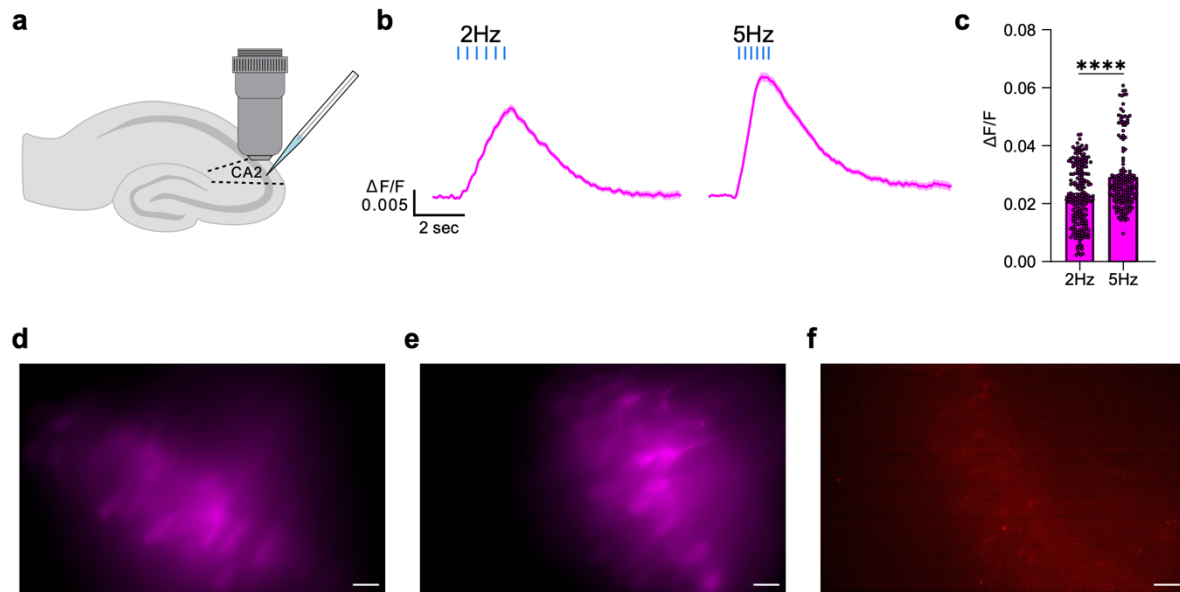 a
CA2
b
2Hz
5Hz
ΔF/F
0.005
2 sec
c
0.08
0.06
0.04
0.02
0.00
ΔF/F
****
2Hz
5Hz
d
e
f